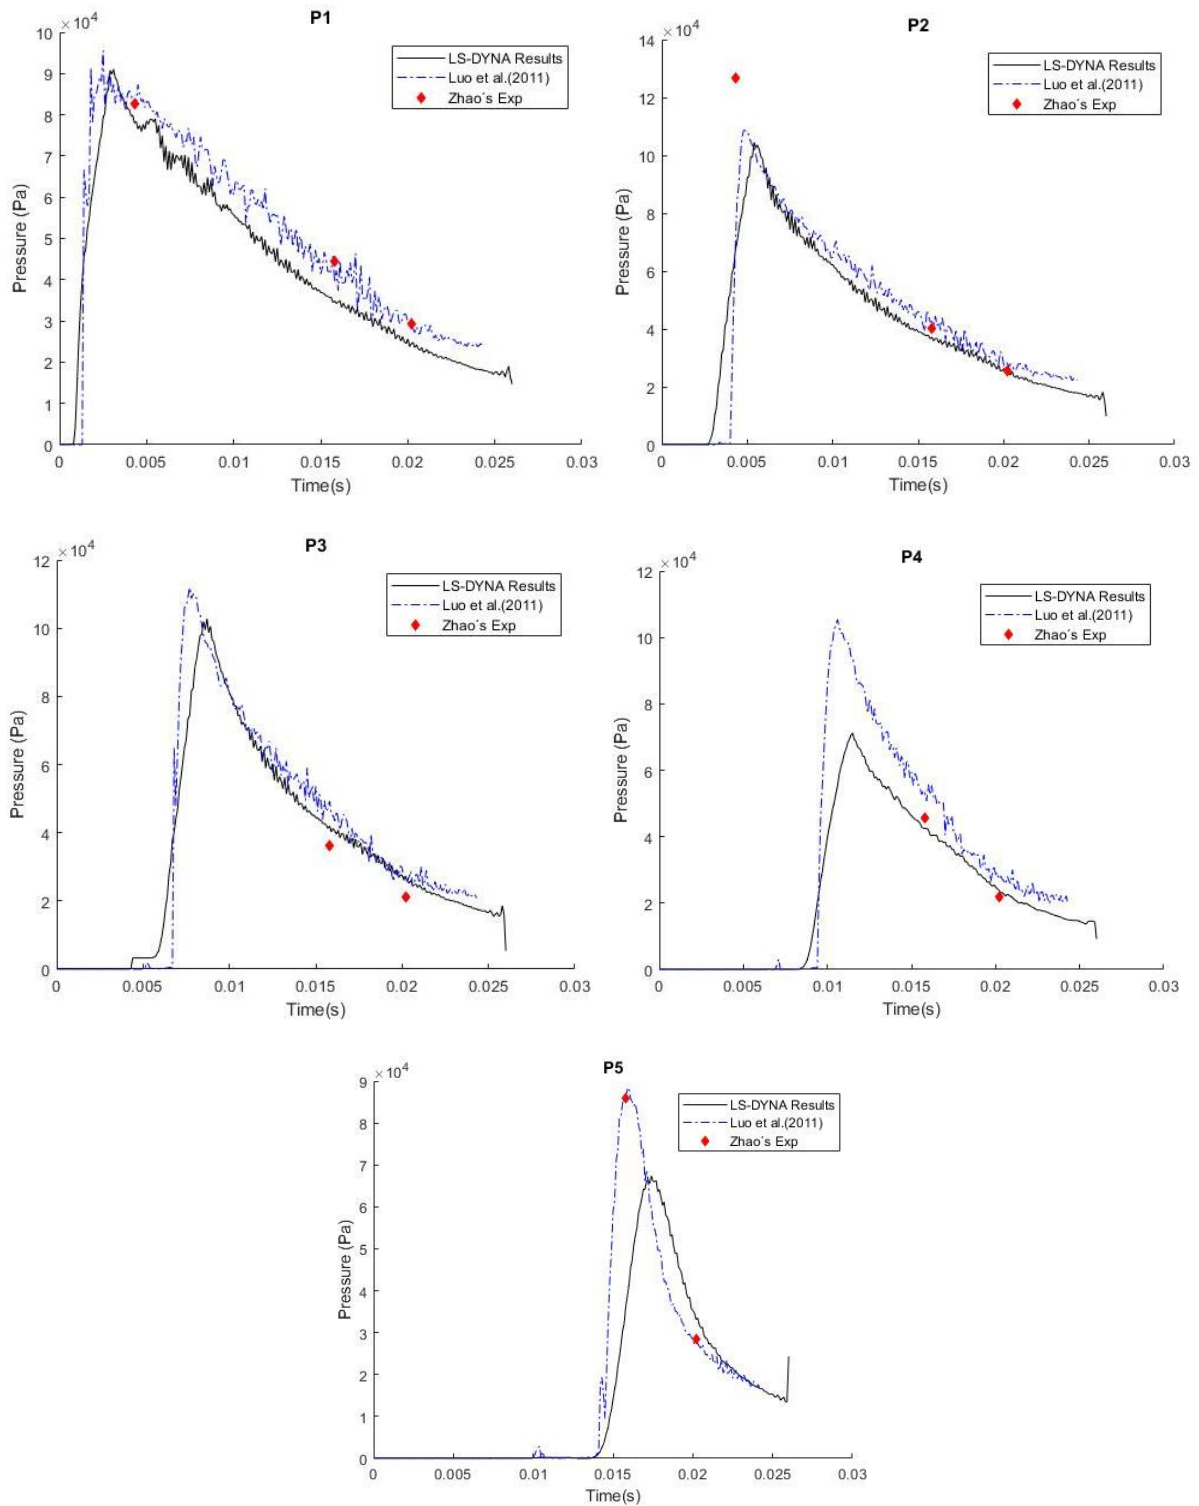 P1
×10^4
10
9
8
7
6
5
4
3
2
1
0
Pressure (Pa)
LS-DYNA Results
Luo et al.(2011)
Zhao´s Exp
0 0.005 0.01 0.015 0.02 0.025 0.03
Time(s)
P2
×10^4
14
12
10
8
6
4
2
0
Pressure (Pa)
LS-DYNA Results
Luo et al.(2011)
Zhao´s Exp
0 0.005 0.01 0.015 0.02 0.025 0.03
Time(s)
P3
×10^4
12
10
8
6
4
2
0
Pressure (Pa)
LS-DYNA Results
Luo et al.(2011)
Zhao´s Exp
0 0.005 0.01 0.015 0.02 0.025 0.03
Time(s)
P4
×10^4
12
10
8
6
4
2
0
Pressure (Pa)
LS-DYNA Results
Luo et al.(2011)
Zhao´s Exp
0 0.005 0.01 0.015 0.02 0.025 0.03
Time(s)
P5
×10^4
9
8
7
6
5
4
3
2
1
0
Pressure (Pa)
LS-DYNA Results
Luo et al.(2011)
Zhao´s Exp
0 0.005 0.01 0.015 0.02 0.025 0.03
Time(s)